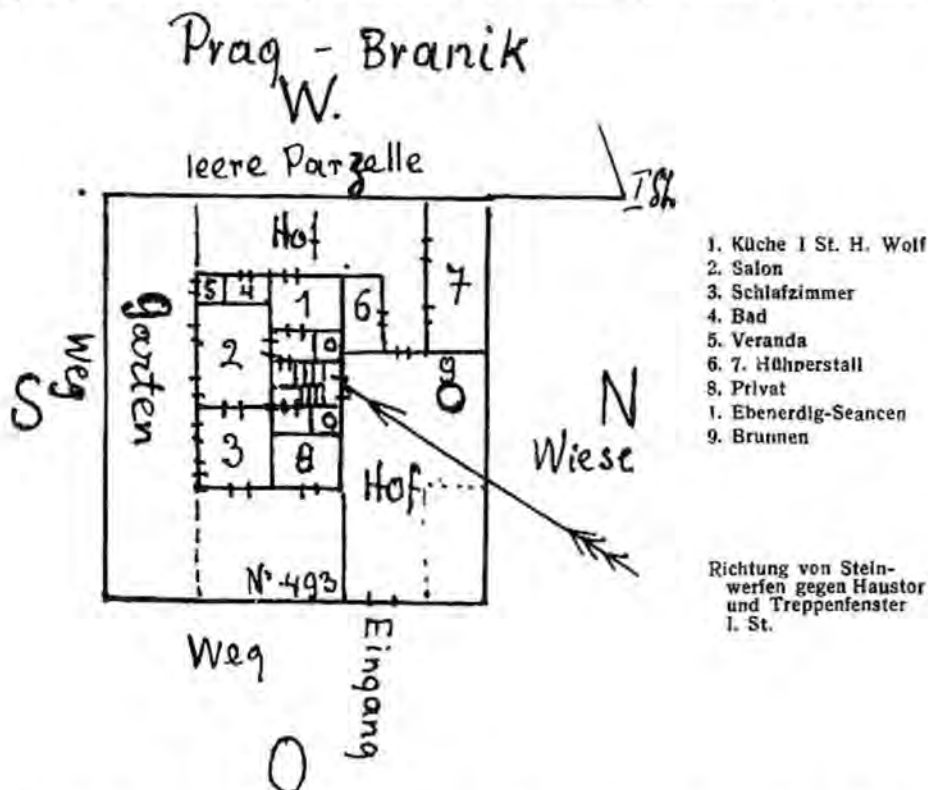 Prag - Branik
W.
leere Parzelle
Hof
5 4 1 6 7
2
3
8
Hof
Garten
Weg
S
N
Wiese
No 493
Weg
Eingang
O
1. Küche I St. H. Wolf
2. Salon
3. Schlafzimmer
4. Bad
5. Veranda
6. 7. Hühnerstall
8. Privat
1. Ebenerdig-Seancen
9. Brunnen
Richtung von Stein-
werfen gegen Haustor
und Treppenfenster
I. St.